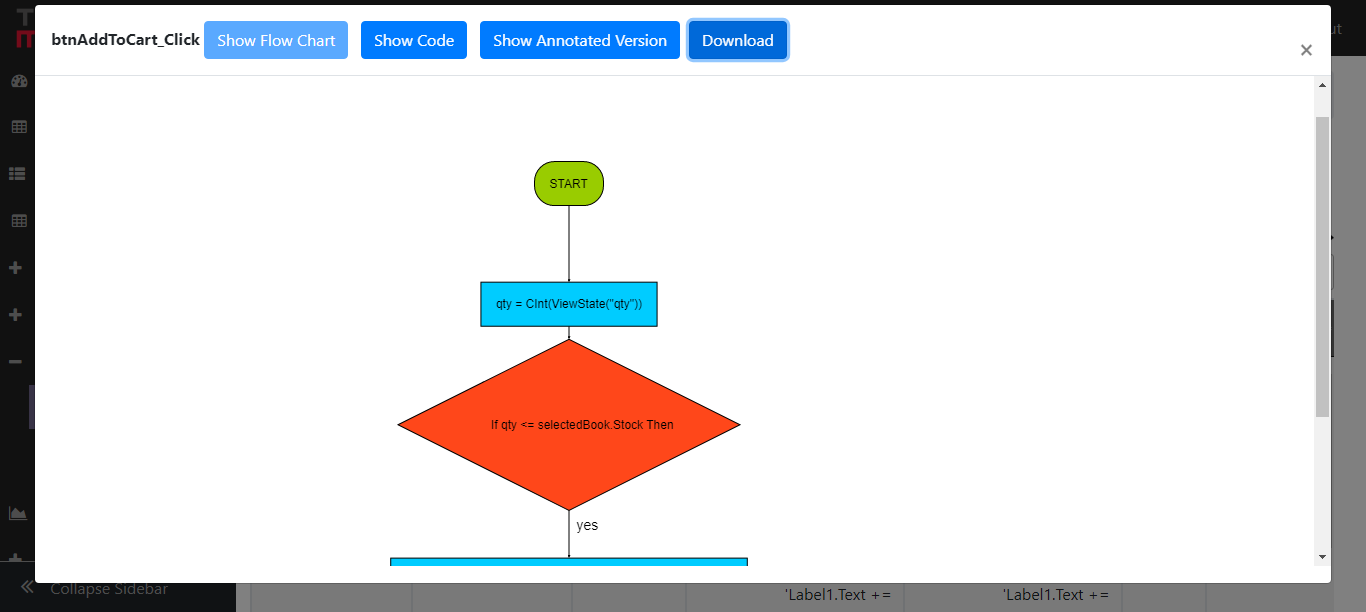 btnAddToCart_Click
Show Flow Chart
Show Code
Show Annotated Version
Download
×
START
qty = CInt(ViewState("qty"))
If qty <= selectedBook.Stock Then
yes
Collapse Sidebar
'Label1.Text +=
'Label1.Text +=